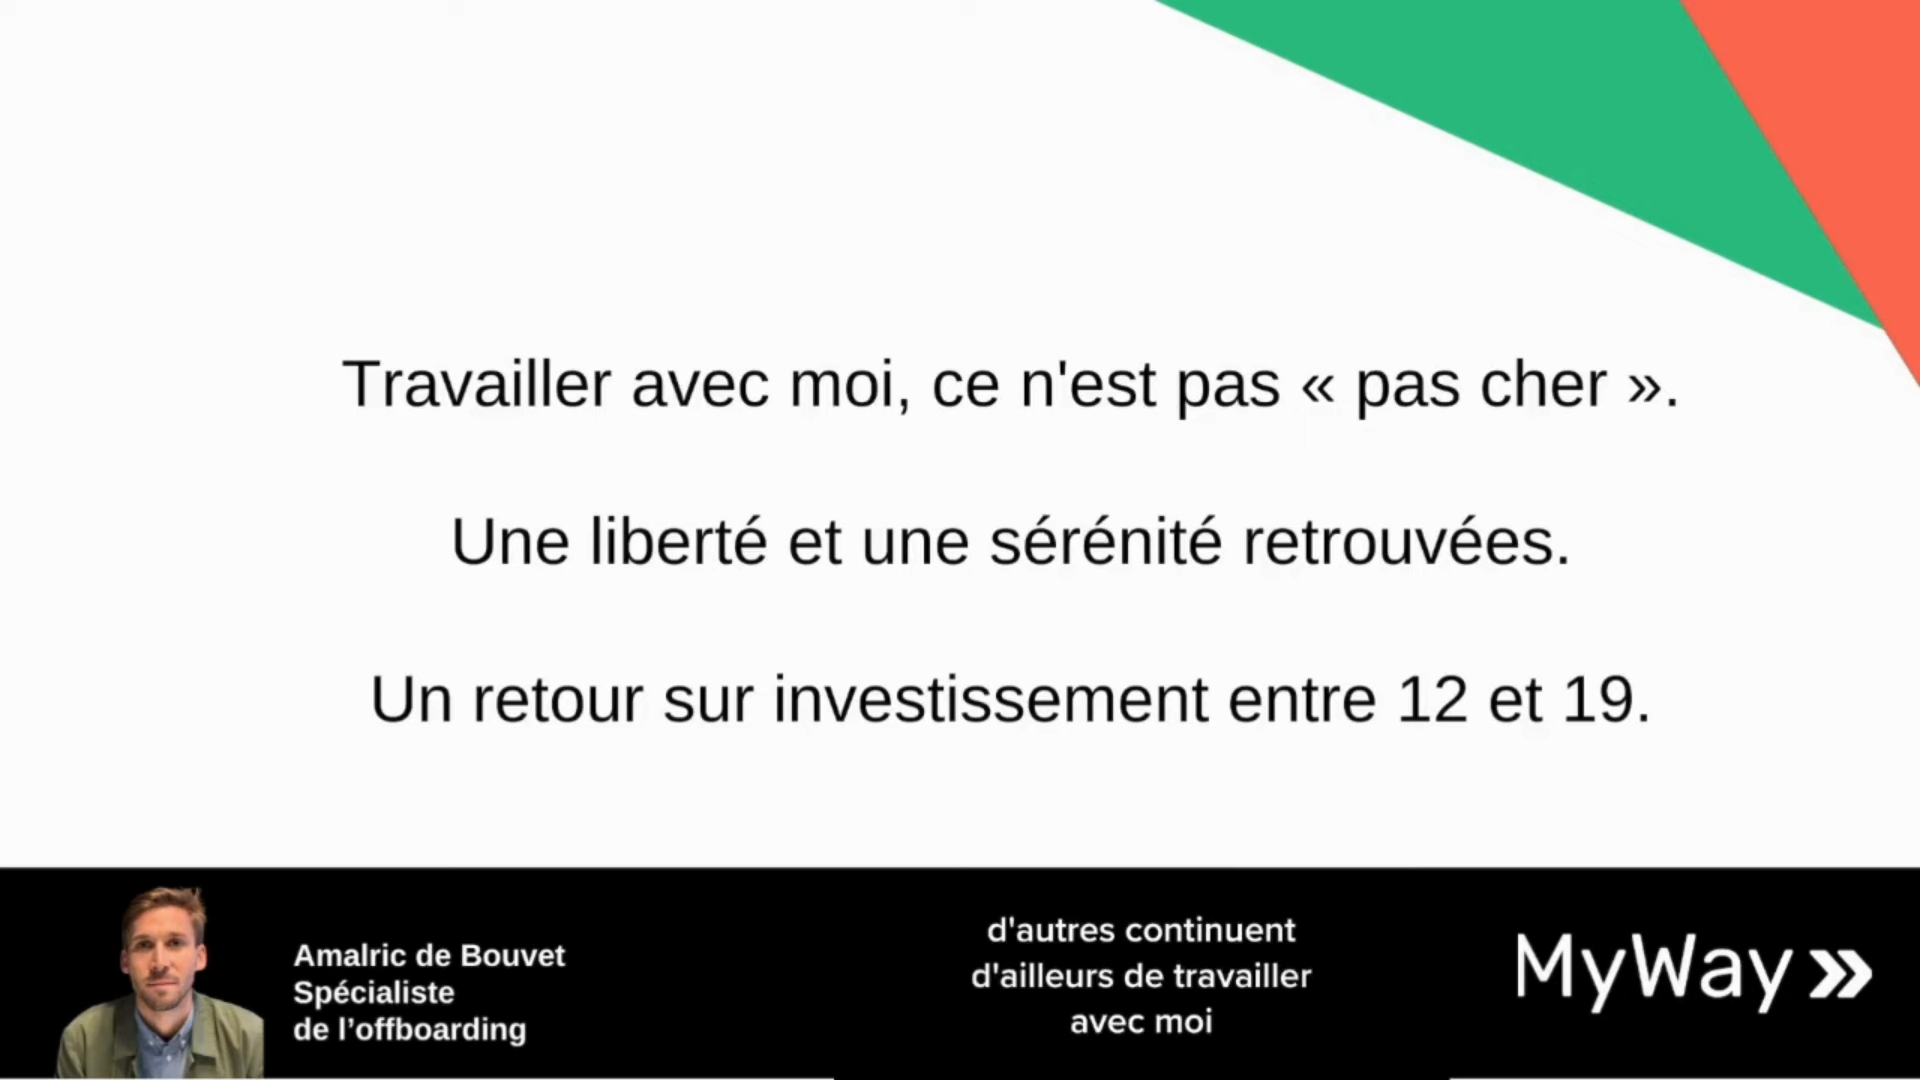 Travailler avec moi, ce n'est pas « pas cher ».
Une liberté et une sérénité retrouvées.
Un retour sur investissement entre 12 et 19.
Amalric de Bouvet
Spécialiste
de l’offboarding
d'autres continuent
d'ailleurs de travailler
avec moi
MyWay